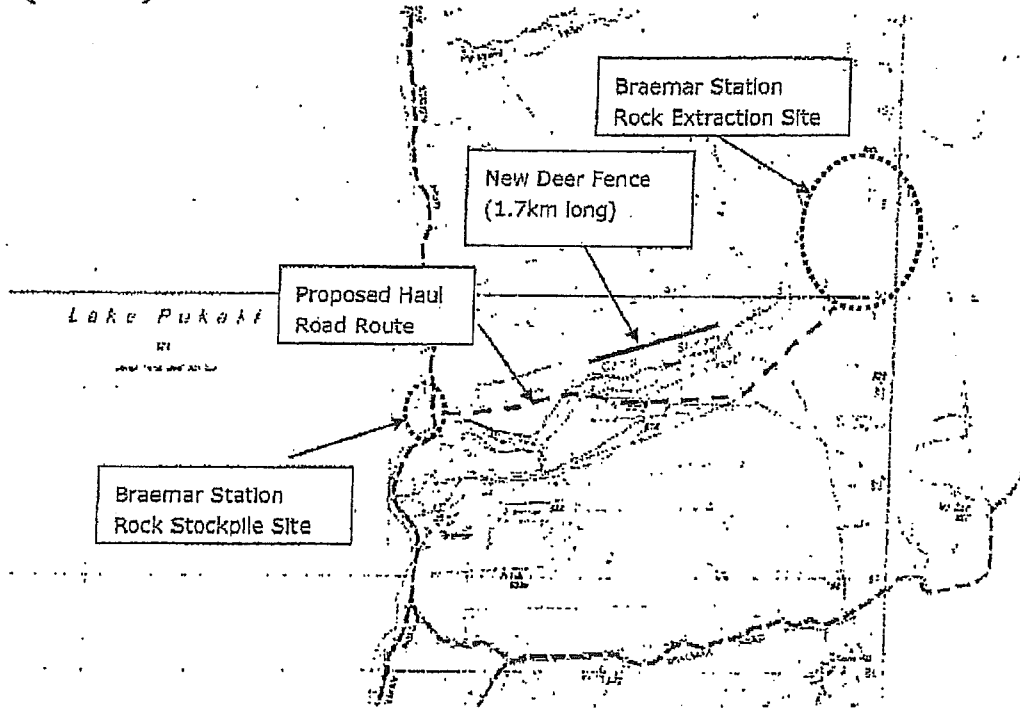 Braemar Station
Rock Extraction Site
New Deer Fence
(1.7km long)
Proposed Haul
Road Route
Lake Pukaki
Braemar Station
Rock Stockpile Site